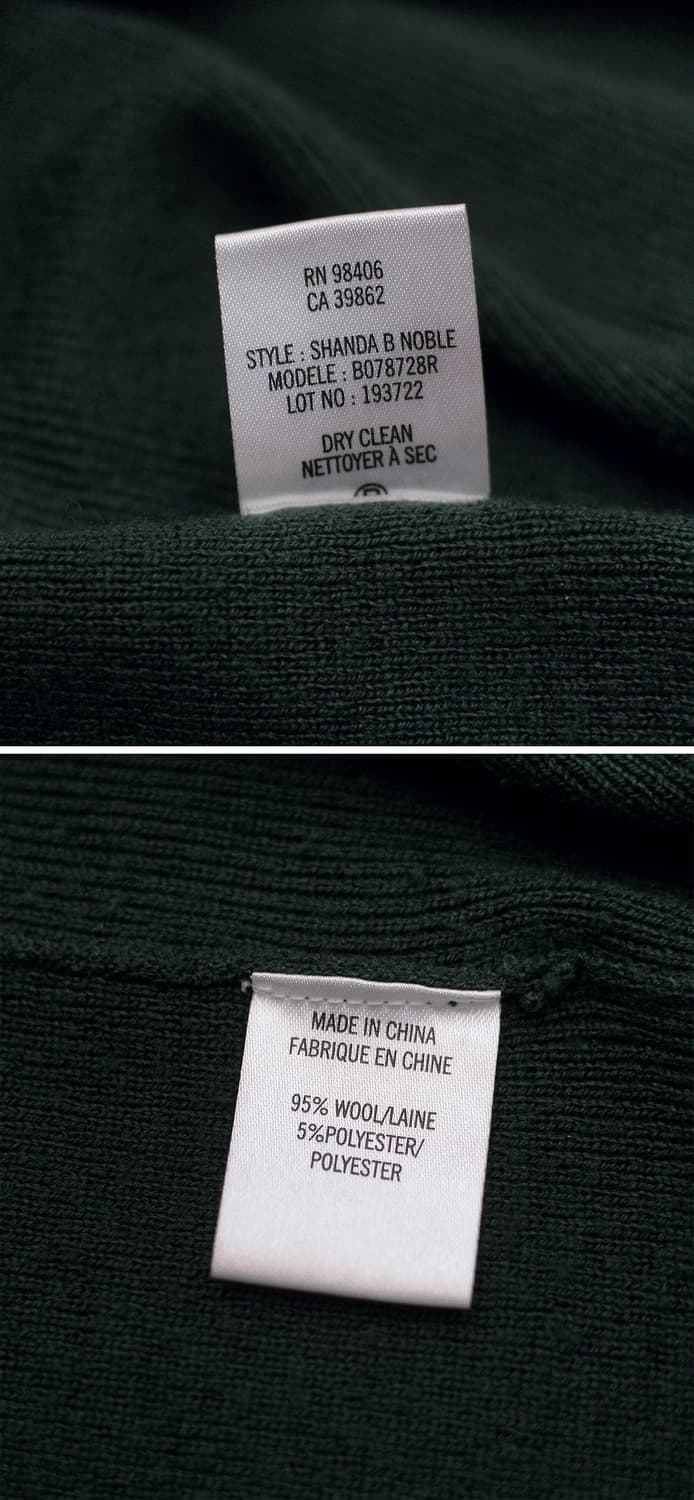 RN 98406
CA 39862
STYLE : SHANDA B NOBLE
MODELE : B078728R
LOT NO : 193722
DRY CLEAN
NETTOYER À SEC
MADE IN CHINA
FABRIQUE EN CHINE
95% WOOL/LAINE
5%POLYESTER/
POLYESTER